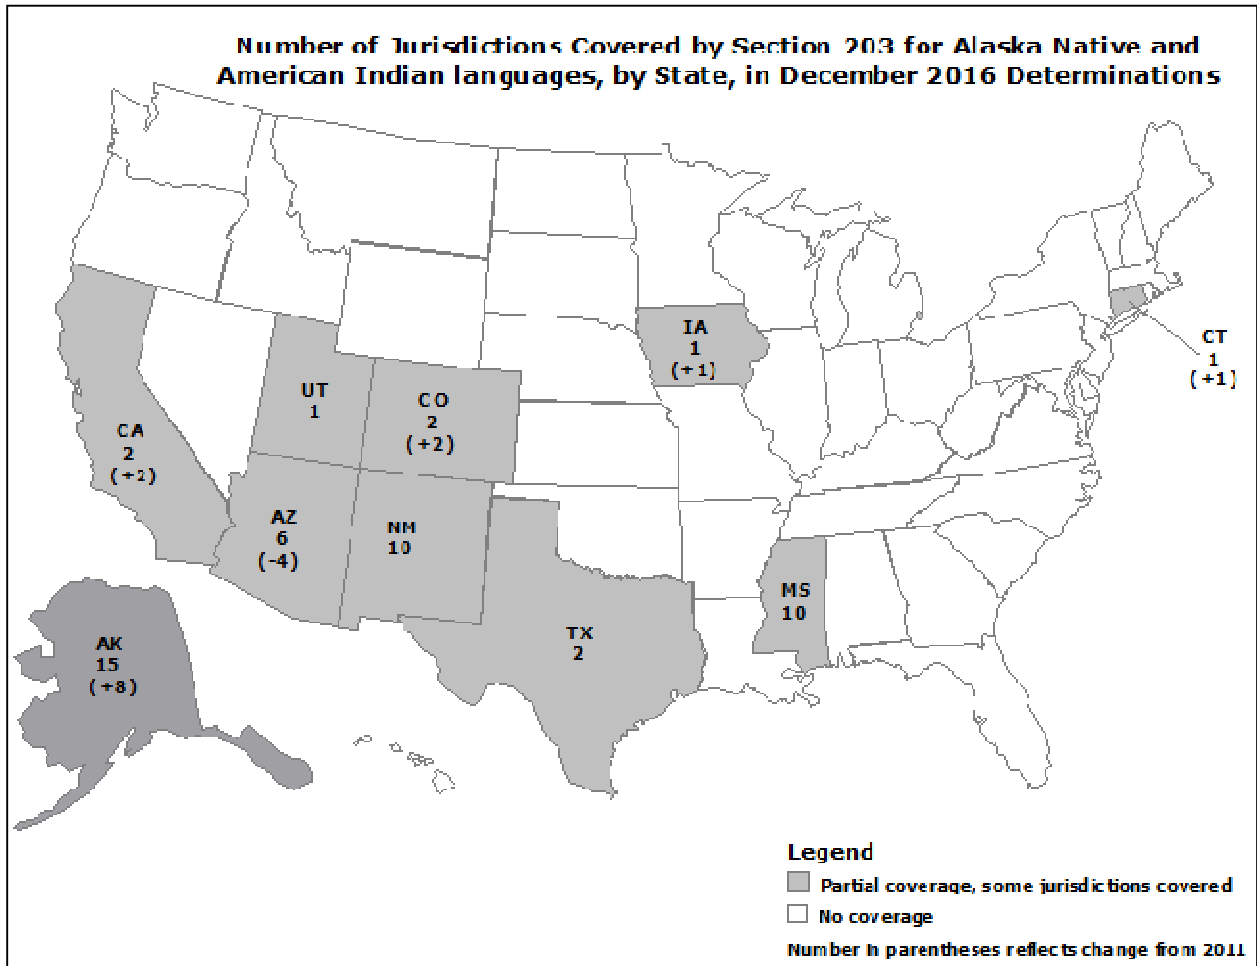 Number of Jurisdictions Covered by Section 203 for Alaska Native and
American Indian languages, by State, in December 2016 Determinations
IA
1
(+1)
CT
1
(+1)
UT
1
CO
2
(+2)
CA
2
(+2)
AZ
6
(-4)
NM
10
MS
10
TX
2
AK
15
(+8)
Legend
Partial coverage, some jurisdictions covered
No coverage
Number in parentheses reflects change from 2011